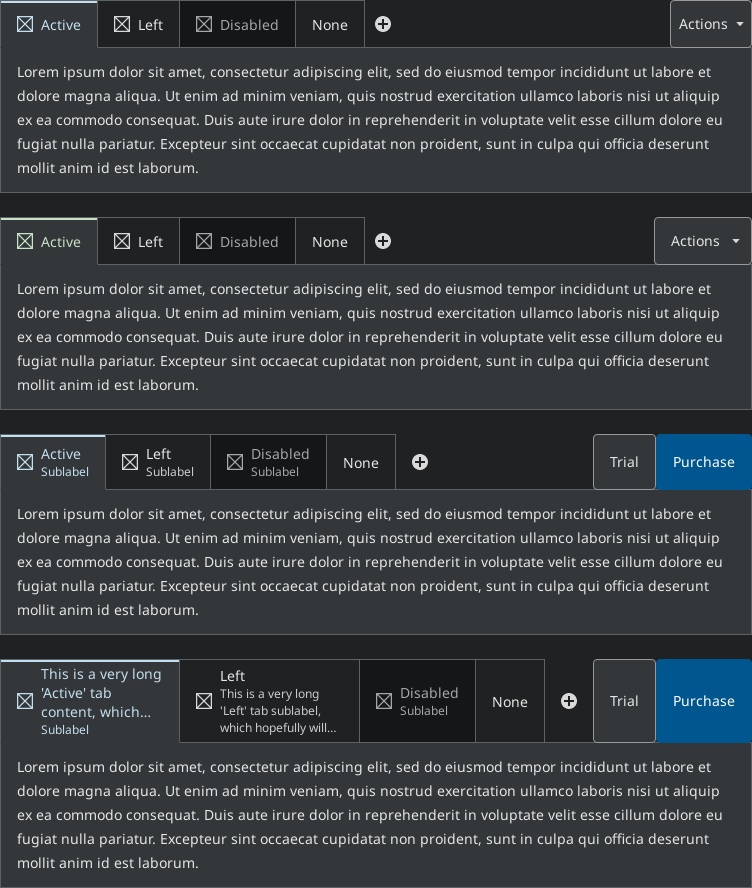 Active Left Disabled None Actions
Lorem ipsum dolor sit amet, consectetur adipiscing elit, sed do eiusmod tempor incididunt ut labore et
dolore magna aliqua. Ut enim ad minim veniam, quis nostrud exercitation ullamco laboris nisi ut aliquip
ex ea commodo consequat. Duis aute irure dolor in reprehenderit in voluptate velit esse cillum dolore eu
fugiat nulla pariatur. Excepteur sint occaecat cupidatat non proident, sunt in culpa qui officia deserunt
mollit anim id est laborum.
Active Left Disabled None Actions
Lorem ipsum dolor sit amet, consectetur adipiscing elit, sed do eiusmod tempor incididunt ut labore et
dolore magna aliqua. Ut enim ad minim veniam, quis nostrud exercitation ullamco laboris nisi ut aliquip
ex ea commodo consequat. Duis aute irure dolor in reprehenderit in voluptate velit esse cillum dolore eu
fugiat nulla pariatur. Excepteur sint occaecat cupidatat non proident, sunt in culpa qui officia deserunt
mollit anim id est laborum.
Active
Sublabel
Left
Sublabel
Disabled
Sublabel
None
Trial
Purchase
Lorem ipsum dolor sit amet, consectetur adipiscing elit, sed do eiusmod tempor incididunt ut labore et
dolore magna aliqua. Ut enim ad minim veniam, quis nostrud exercitation ullamco laboris nisi ut aliquip
ex ea commodo consequat. Duis aute irure dolor in reprehenderit in voluptate velit esse cillum dolore eu
fugiat nulla pariatur. Excepteur sint occaecat cupidatat non proident, sunt in culpa qui officia deserunt
mollit anim id est laborum.
This is a very long
'Active' tab
content, which…
Sublabel
Left
This is a very long
'Left' tab sublabel,
which hopefully will…
Disabled
Sublabel
None
Trial
Purchase
Lorem ipsum dolor sit amet, consectetur adipiscing elit, sed do eiusmod tempor incididunt ut labore et
dolore magna aliqua. Ut enim ad minim veniam, quis nostrud exercitation ullamco laboris nisi ut aliquip
ex ea commodo consequat. Duis aute irure dolor in reprehenderit in voluptate velit esse cillum dolore eu
fugiat nulla pariatur. Excepteur sint occaecat cupidatat non proident, sunt in culpa qui officia deserunt
mollit anim id est laborum.